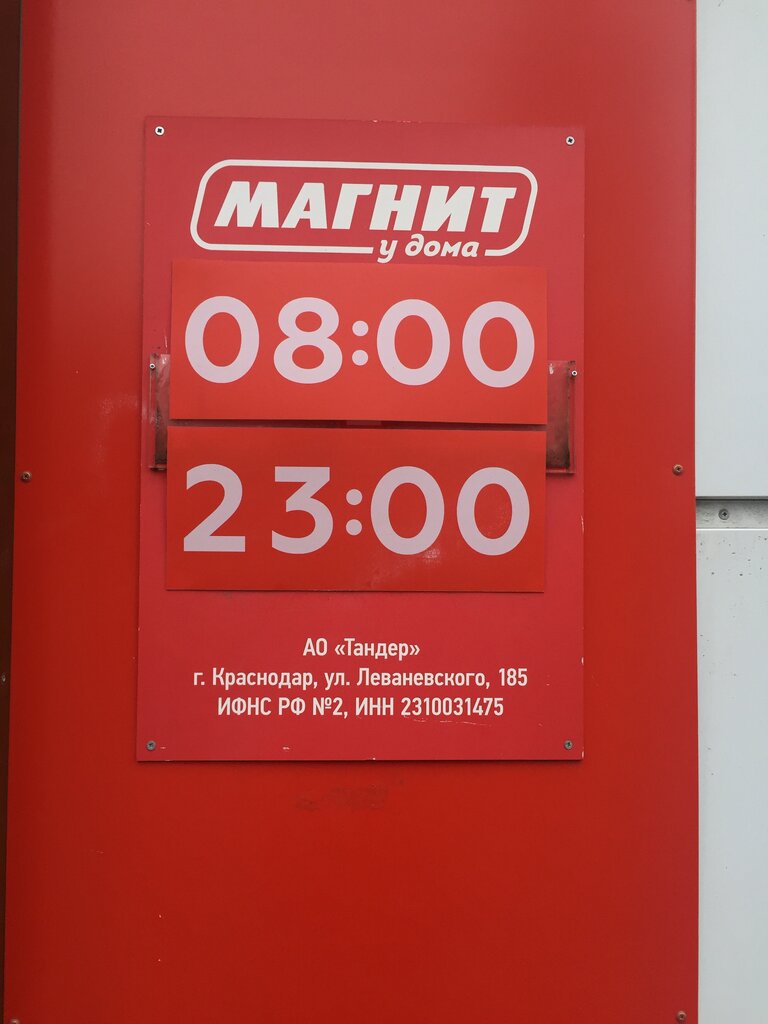 МАГНИТ
у дома
08:00
23:00
АО «Тандер»
г. Краснодар, ул. Леваневского, 185
ИФНС РФ №2, ИНН 2310031475